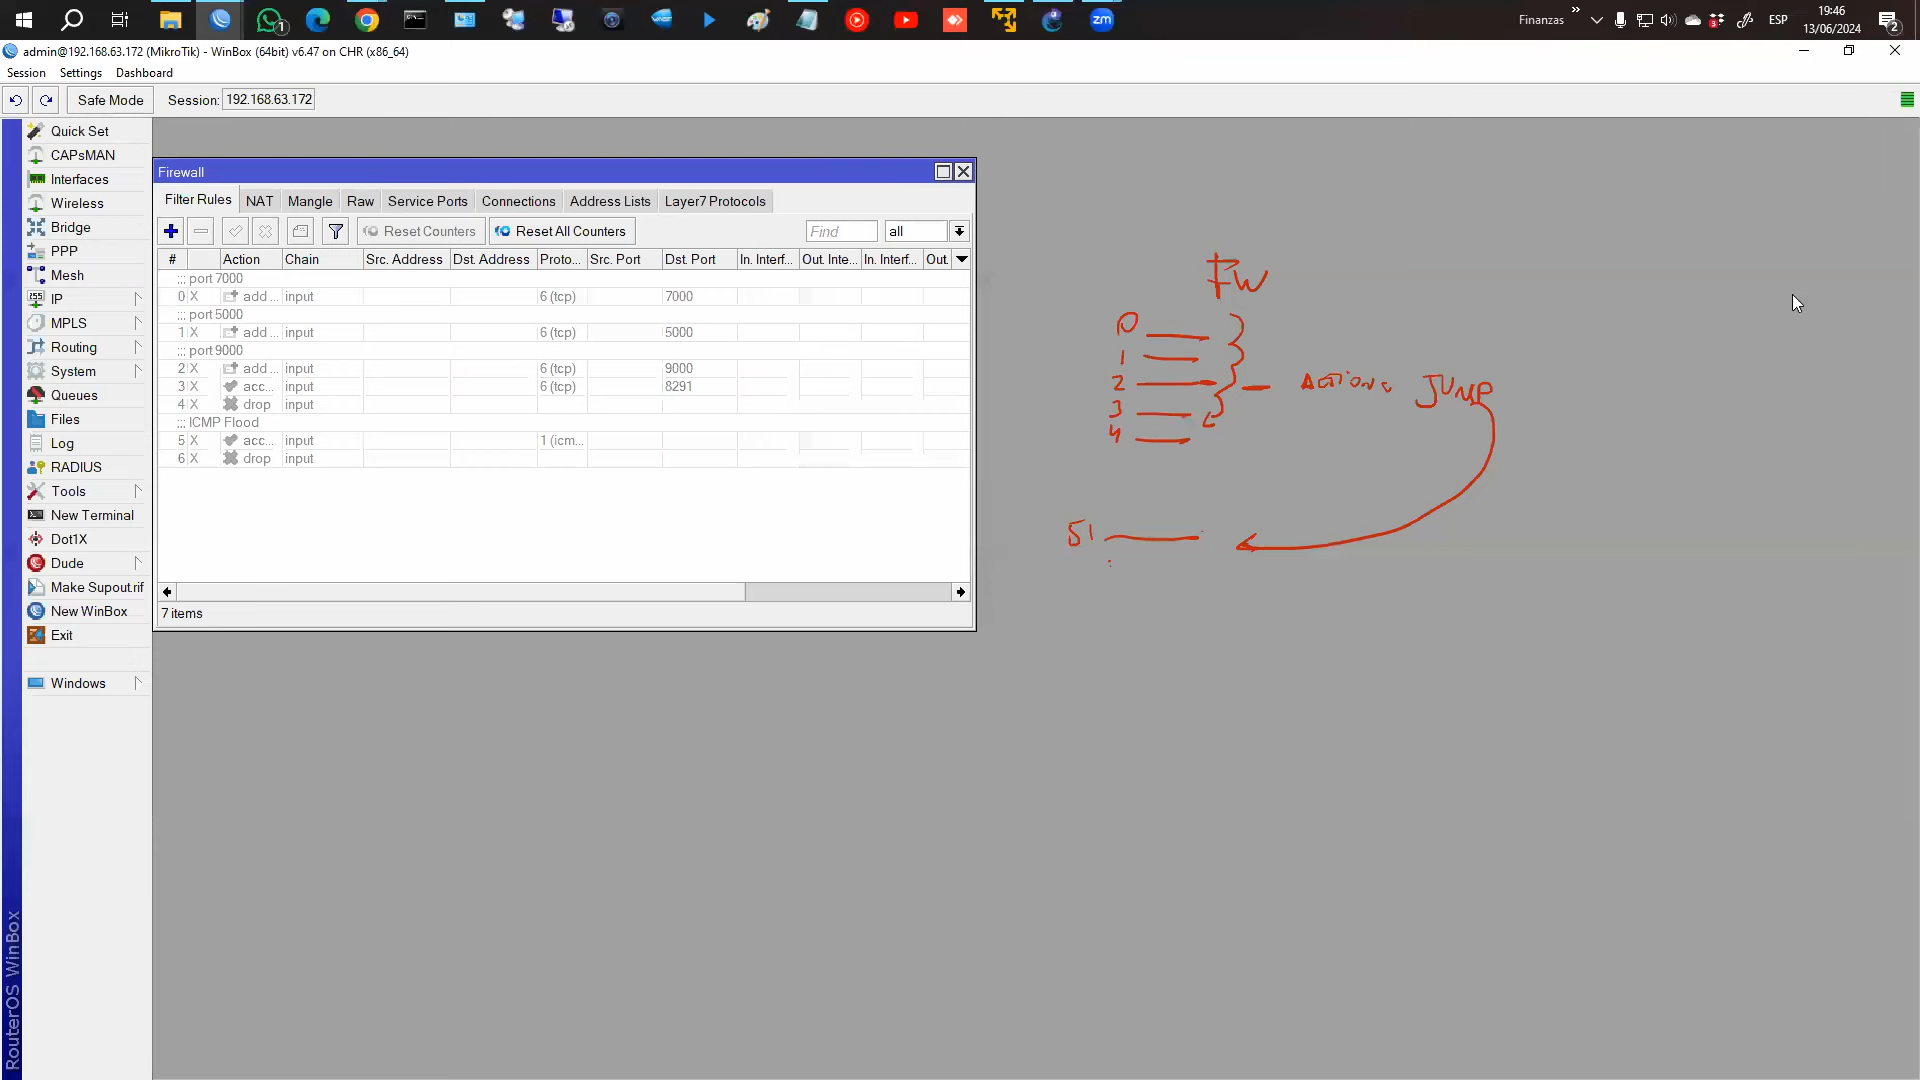 Finanzas
»
ESP
19:46
13/06/2024
2
1
3
zm
admin@192.168.63.172 (MikroTik) - WinBox (64bit) v6.47 on CHR (x86_64)
Session Settings Dashboard
Safe Mode Session: 192.168.63.172
Quick Set
CAPsMAN
Interfaces
Wireless
Bridge
PPP
Mesh
255 IP
MPLS
Routing
System
Queues
Files
Log
RADIUS
Tools
New Terminal
Dot1X
Dude
Make Supout.rif
New WinBox
Exit
Windows
RouterOS WinBox
Firewall
Filter Rules NAT Mangle Raw Service Ports Connections Address Lists Layer7 Protocols
Reset Counters Reset All Counters Find all
# Action Chain Src. Address Dst. Address Proto... Src. Port Dst. Port In. Interf... Out. Inte... In. Interf... Out.
;;; port 7000
0 X add ... input 6 (tcp) 7000
;;; port 5000
1 X add ... input 6 (tcp) 5000
;;; port 9000
2 X add ... input 6 (tcp) 9000
3 X acc... input 6 (tcp) 8291
4 X drop input
;;; ICMP Flood
5 X acc... input 1 (icm...
6 X drop input
7 items
FW
0
1
2
3
4
JUMP
51